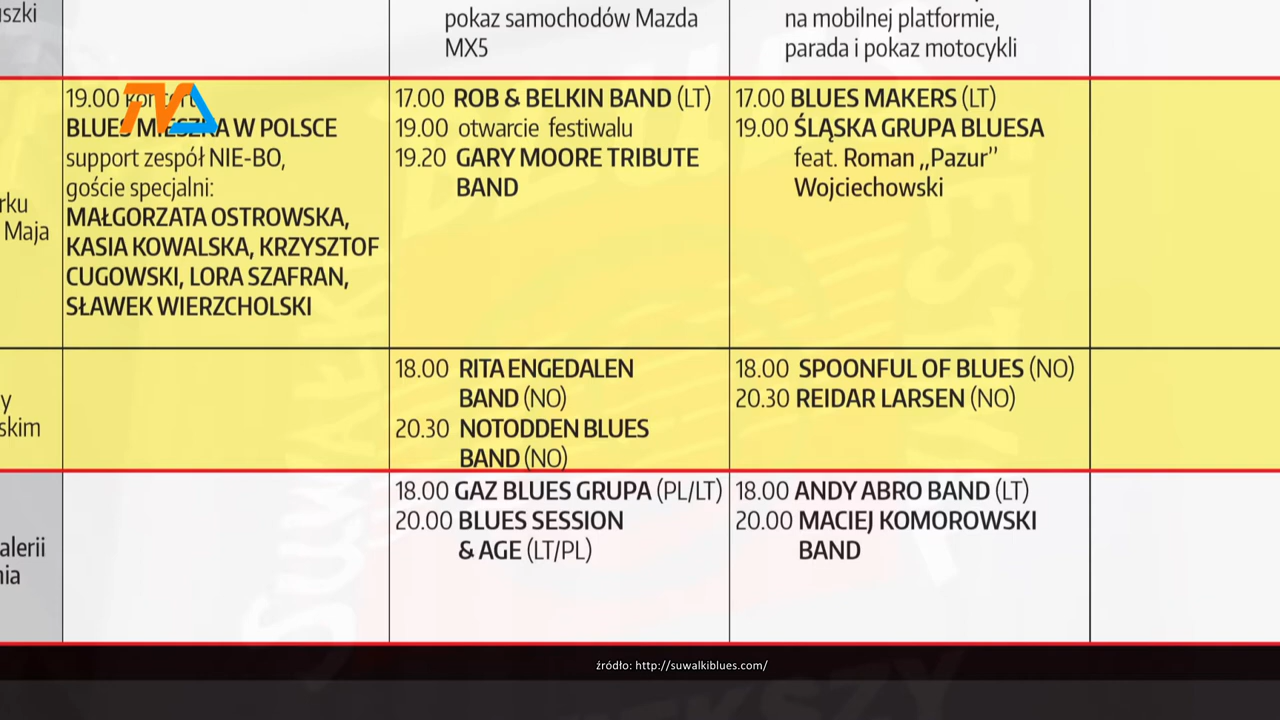 uszki
pokaz samochodów Mazda
MX5
na mobilnej platformie,
parada i pokaz motocykli
rku
Maja
19.00 koncert
BLUES MIESZKA W POLSCE
support zespół NIE-BO,
goście specjalni:
MAŁGORZATA OSTROWSKA,
KASIA KOWALSKA, KRZYSZTOF
CUGOWSKI, LORA SZAFRAN,
SŁAWEK WIERZCHOLSKI
17.00 ROB & BELKIN BAND (LT)
19.00 otwarcie festiwalu
19.20 GARY MOORE TRIBUTE
BAND
17.00 BLUES MAKERS (LT)
19.00 ŚLĄSKA GRUPA BLUESA
feat. Roman „Pazur”
Wojciechowski
y
skim
18.00 RITA ENGEDALEN
BAND (NO)
20.30 NOTODDEN BLUES
BAND (NO)
18.00 SPOONFUL OF BLUES (NO)
20.30 REIDAR LARSEN (NO)
alerii
nia
18.00 GAZ BLUES GRUPA (PL/LT)
20.00 BLUES SESSION
& AGE (LT/PL)
18.00 ANDY ABRO BAND (LT)
20.00 MACIEJ KOMOROWSKI
BAND
źródło: http://suwalkiblues.com/